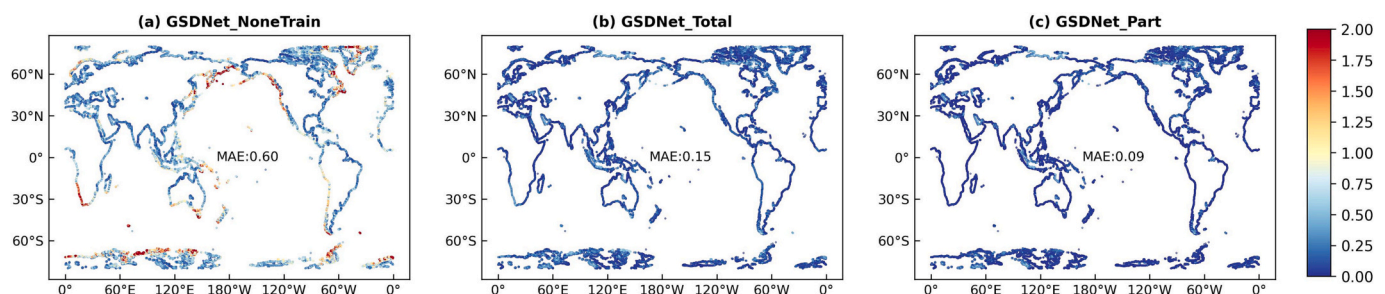 (a) GSDNet_NoneTrain
(b) GSDNet_Total
(c) GSDNet_Part
60°N
30°N
0°
30°S
60°S
MAE:0.60
0° 60°E 120°E 180°W 120°W 60°W 0°
60°N
30°N
0°
30°S
60°S
MAE:0.15
0° 60°E 120°E 180°W 120°W 60°W 0°
60°N
30°N
0°
30°S
60°S
MAE:0.09
0° 60°E 120°E 180°W 120°W 60°W 0°
2.00
1.75
1.50
1.25
1.00
0.75
0.50
0.25
0.00